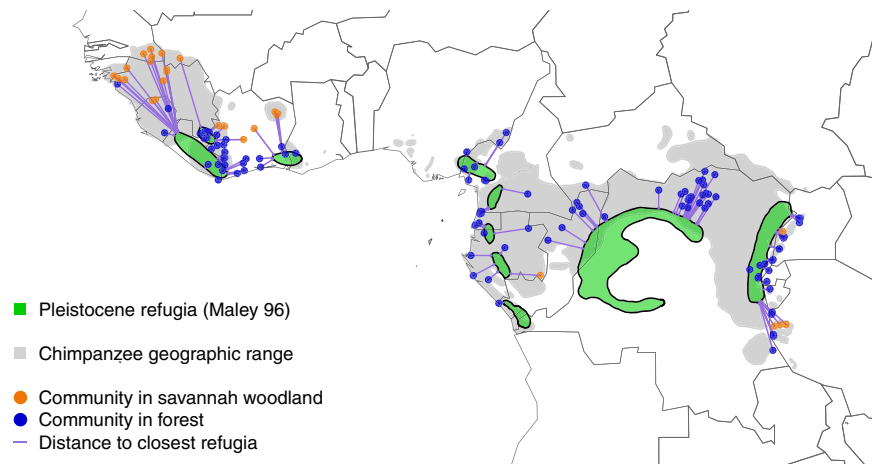 Pleistocene refugia (Maley 96)
Chimpanzee geographic range
Community in savannah woodland
Community in forest
Distance to closest refugia